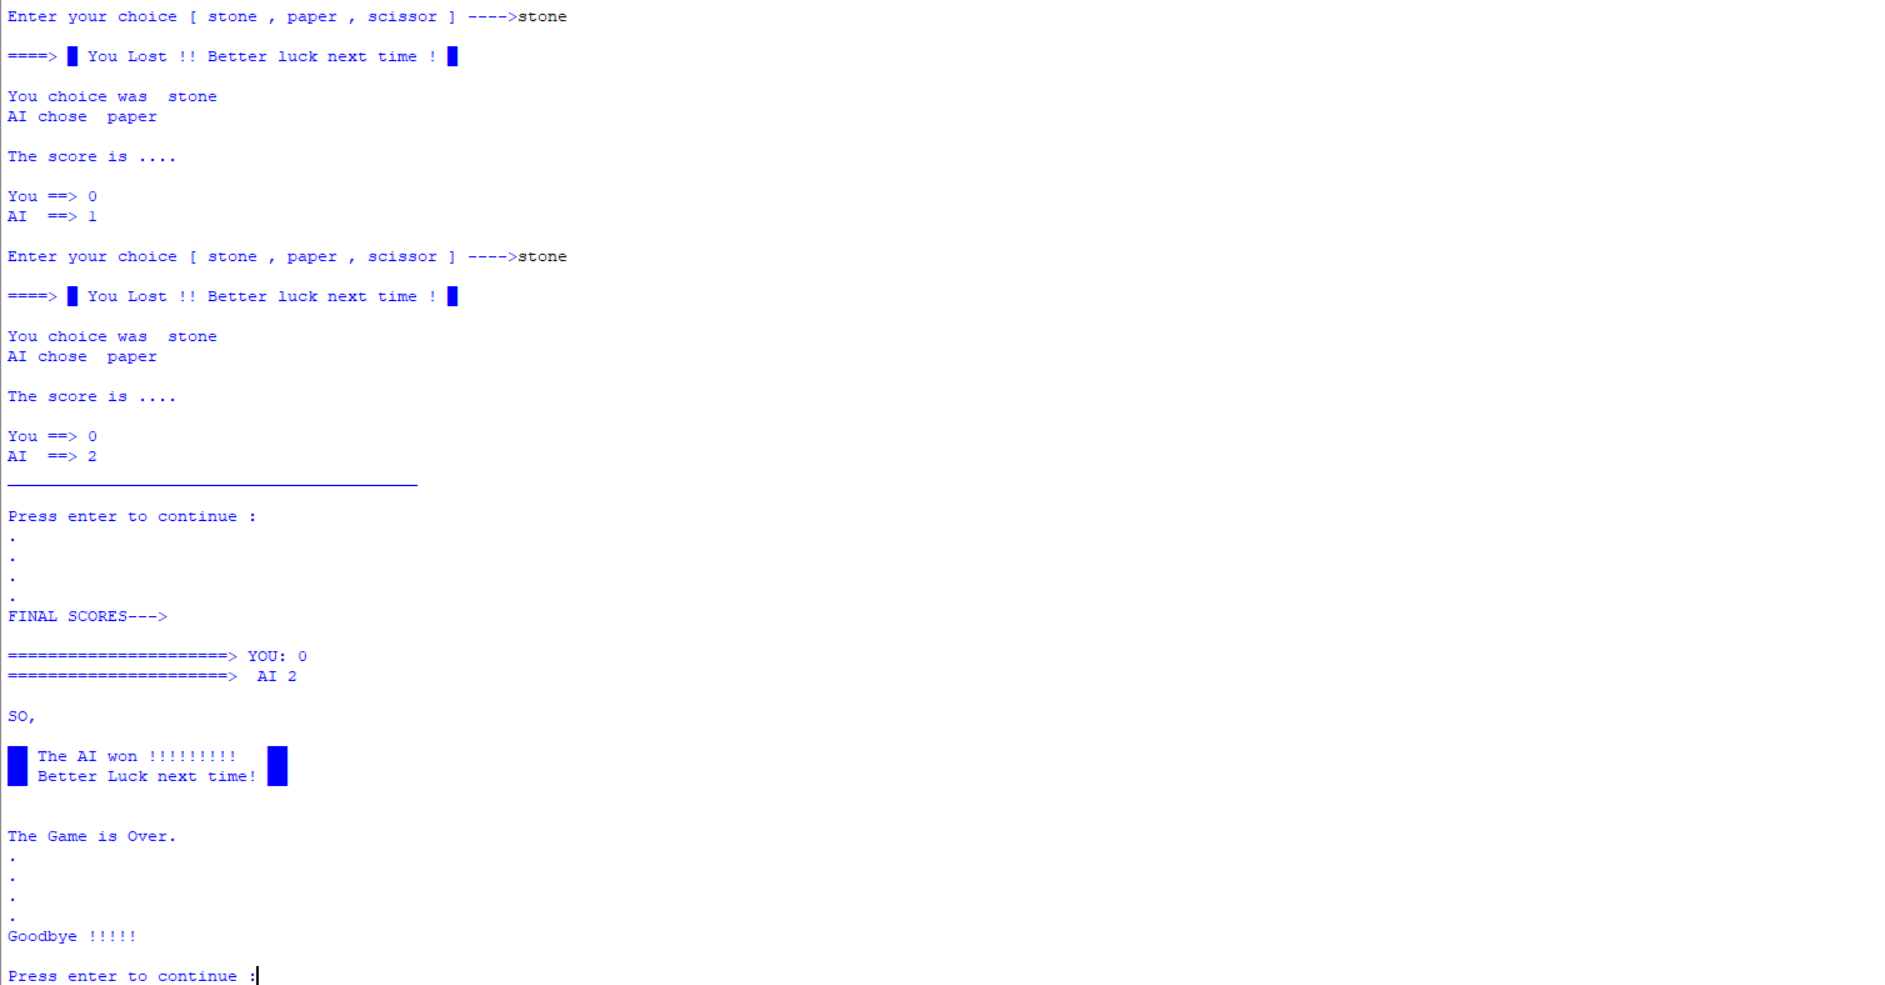 Enter your choice [ stone , paper , scissor ] ---->stone
====> █ You Lost !! Better luck next time ! █
You choice was  stone
AI chose  paper
The score is ....
You ==> 0
AI  ==> 1
Enter your choice [ stone , paper , scissor ] ---->stone
====> █ You Lost !! Better luck next time ! █
You choice was  stone
AI chose  paper
The score is ....
You ==> 0
AI  ==> 2
_________________________________________
Press enter to continue :
.
.
.
.
FINAL SCORES--->
======================> YOU: 0
======================>  AI 2
SO,
██ The AI won !!!!!!!!!   ██
██ Better Luck next time! ██
The Game is Over.
.
.
.
.
Goodbye !!!!!
Press enter to continue :